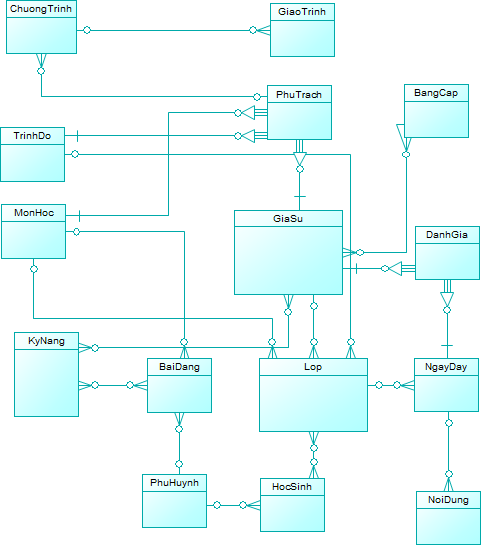 ChuongTrinh
GiaoTrinh
PhuTrach
BangCap
TrinhDo
MonHoc
GiaSu
DanhGia
KyNang
BaiDang
Lop
NgayDay
PhuHuynh
HocSinh
NoiDung